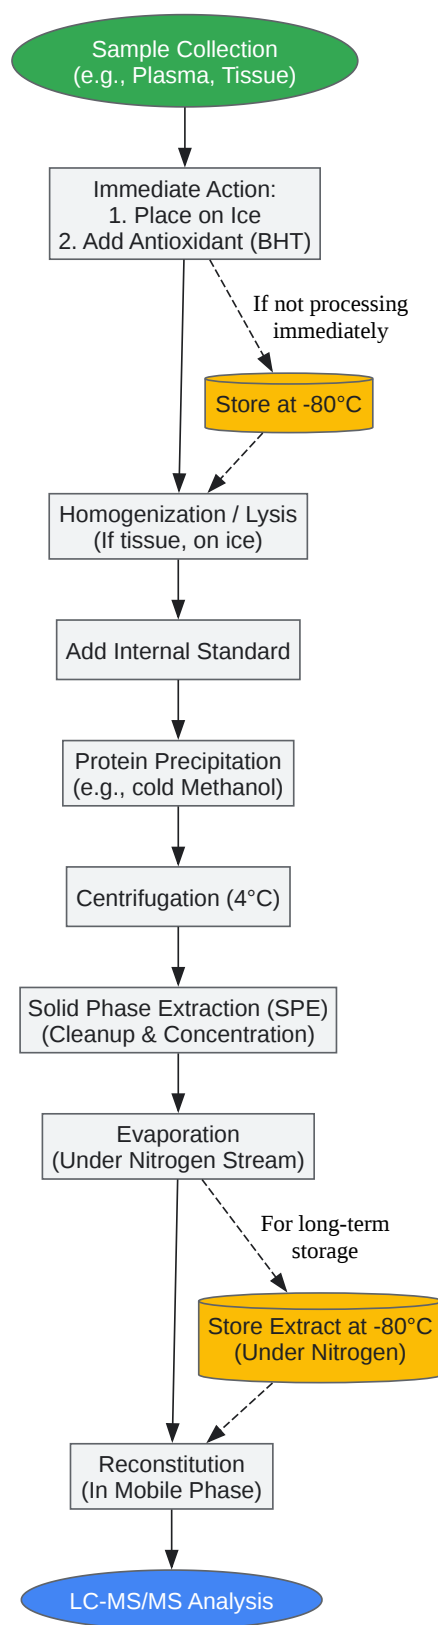 Sample Collection
(e.g., Plasma, Tissue)
Immediate Action:
1. Place on Ice
2. Add Antioxidant (BHT)
If not processing
immediately
Store at -80°C
Homogenization / Lysis
(If tissue, on ice)
Add Internal Standard
Protein Precipitation
(e.g., cold Methanol)
Centrifugation (4°C)
Solid Phase Extraction (SPE)
(Cleanup & Concentration)
Evaporation
(Under Nitrogen Stream)
For long-term
storage
Store Extract at -80°C
(Under Nitrogen)
Reconstitution
(In Mobile Phase)
LC-MS/MS Analysis